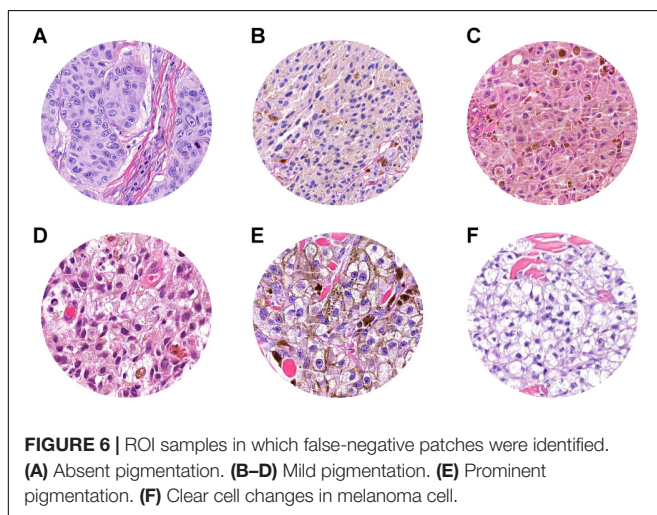 A
B
C
D
E
F
FIGURE 6 | ROI samples in which false-negative patches were identified.
(A) Absent pigmentation. (B–D) Mild pigmentation. (E) Prominent
pigmentation. (F) Clear cell changes in melanoma cell.